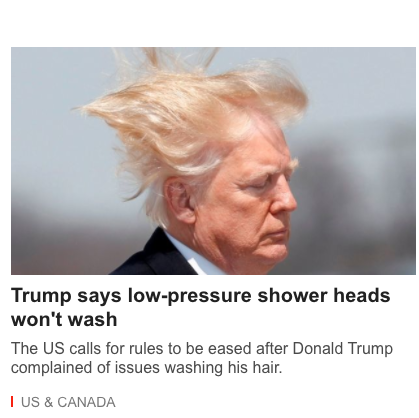 Trump says low-pressure shower heads
won't wash
The US calls for rules to be eased after Donald Trump
complained of issues washing his hair.
US & CANADA